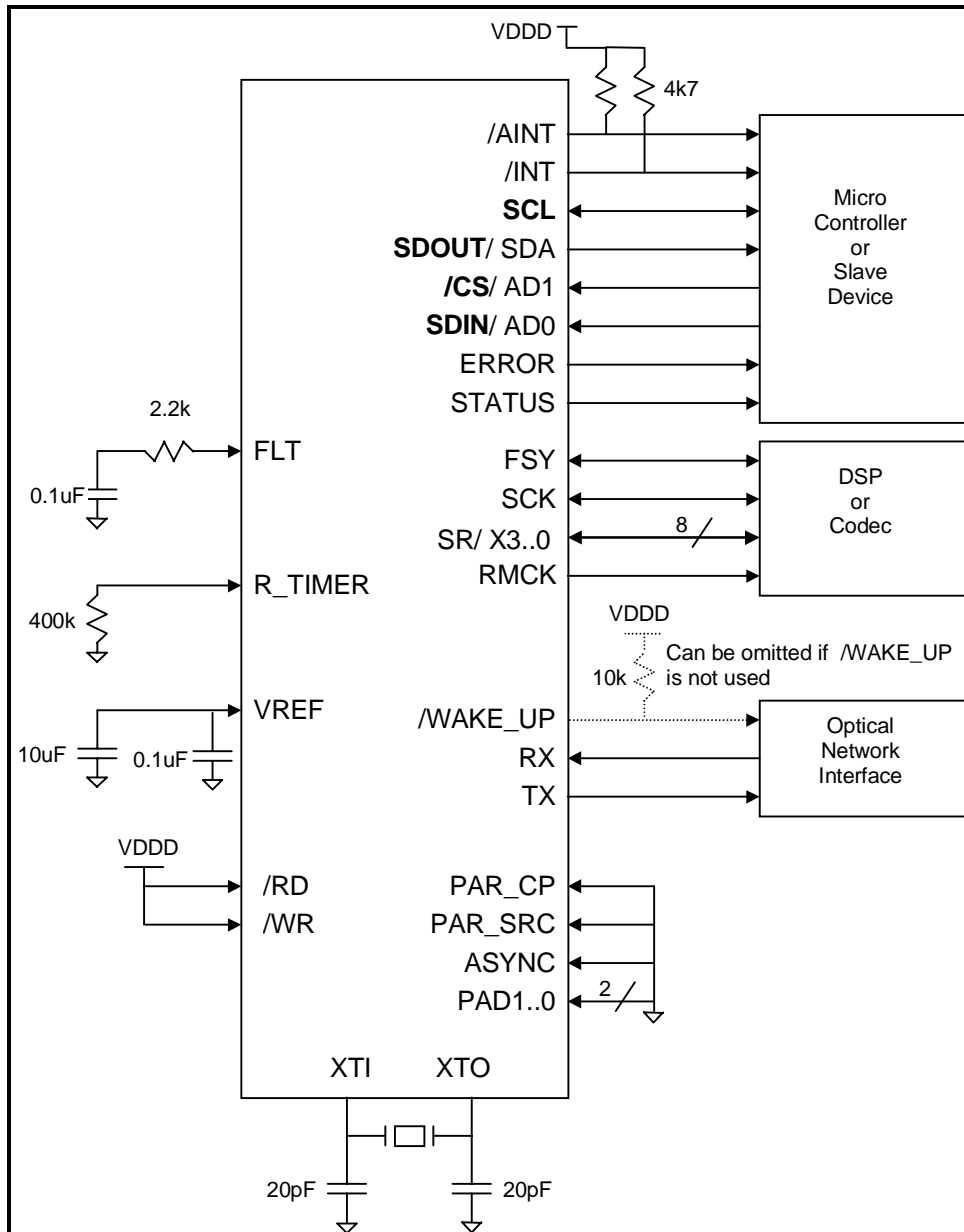 VDDD
4k7
/AINT
/INT
SCL
SDOUT/ SDA
/CS/ AD1
SDIN/ AD0
ERROR
STATUS
Micro
Controller
or
Slave
Device
2.2k
FLT
0.1uF
FSY
SCK
SR/ X3..0
8
RMCK
DSP
or
Codec
R_TIMER
400k
VDDD
10k
Can be omitted if /WAKE_UP
is not used
VREF
10uF
0.1uF
/WAKE_UP
RX
TX
Optical
Network
Interface
VDDD
/RD
/WR
PAR_CP
PAR_SRC
ASYNC
PAD1..0
2
XTI
XTO
20pF
20pF